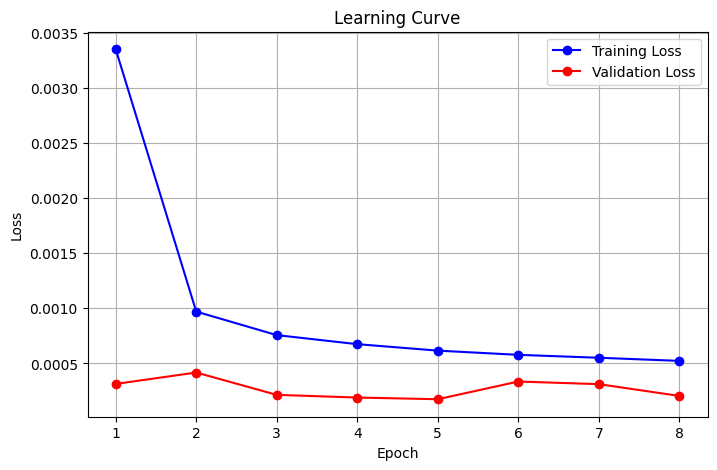 Learning Curve
Training Loss
Validation Loss
Loss
0.0035
0.0030
0.0025
0.0020
0.0015
0.0010
0.0005
1 2 3 4 5 6 7 8
Epoch